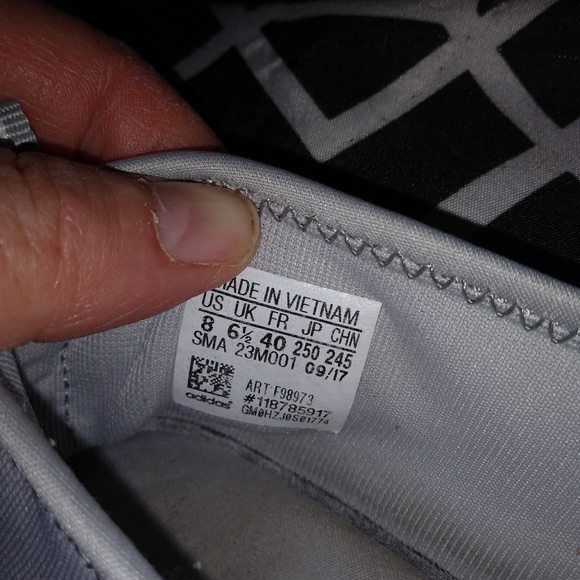 MADE IN VIETNAM
US UK FR JP CHN
8 6½ 40 250 245
SMA 23M001 09/17
ART F98973
#118785917
adidas GM0HZJ0S01774